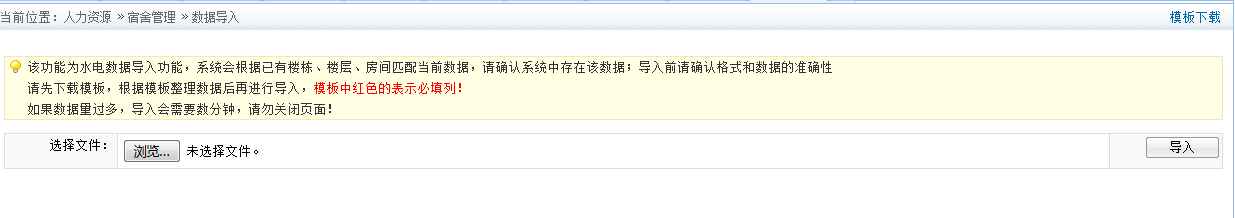 当前位置：人力资源 »宿舍管理 »数据导入 模板下载
该功能为水电数据导入功能，系统会根据已有楼栋、楼层、房间匹配当前数据，请确认系统中存在该数据；导入前请确认格式和数据的准确性
请先下载模板，根据模板整理数据后再进行导入，模板中红色的表示必填列！
如果数据量过多，导入会需要数分钟，请勿关闭页面！
选择文件： 浏览... 未选择文件。 导入